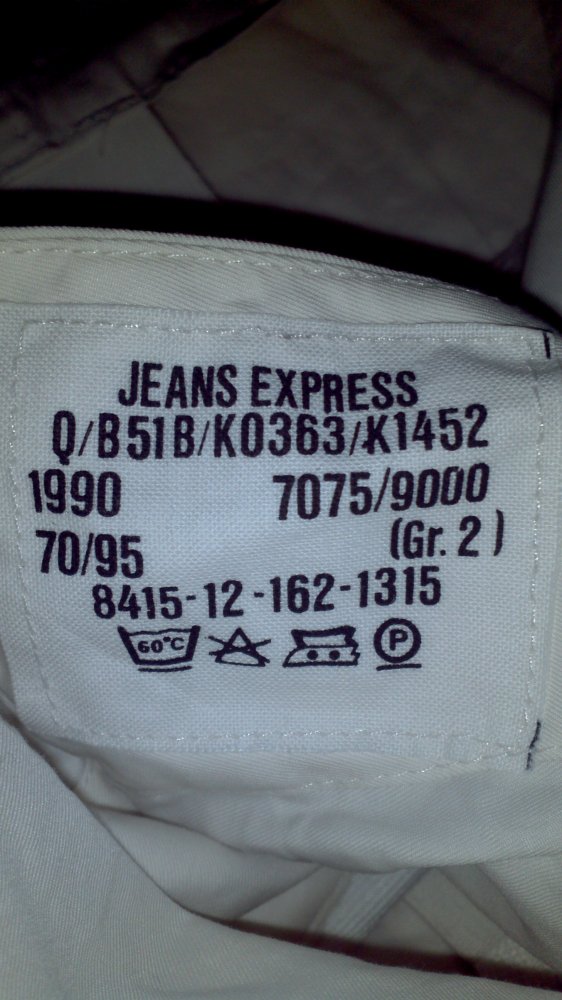 JEANS EXPRESS
Q/B51B/K0363/K1452
1990 7075/9000
70/95 (Gr. 2)
8415-12-162-1315
60°C P